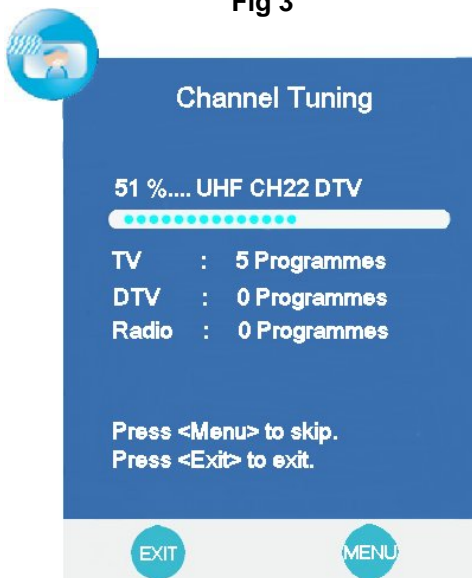 Fig 3
Channel Tuning
51 %.... UHF CH22 DTV
TV : 5 Programmes
DTV : 0 Programmes
Radio : 0 Programmes
Press <Menu> to skip.
Press <Exit> to exit.
EXIT MENU